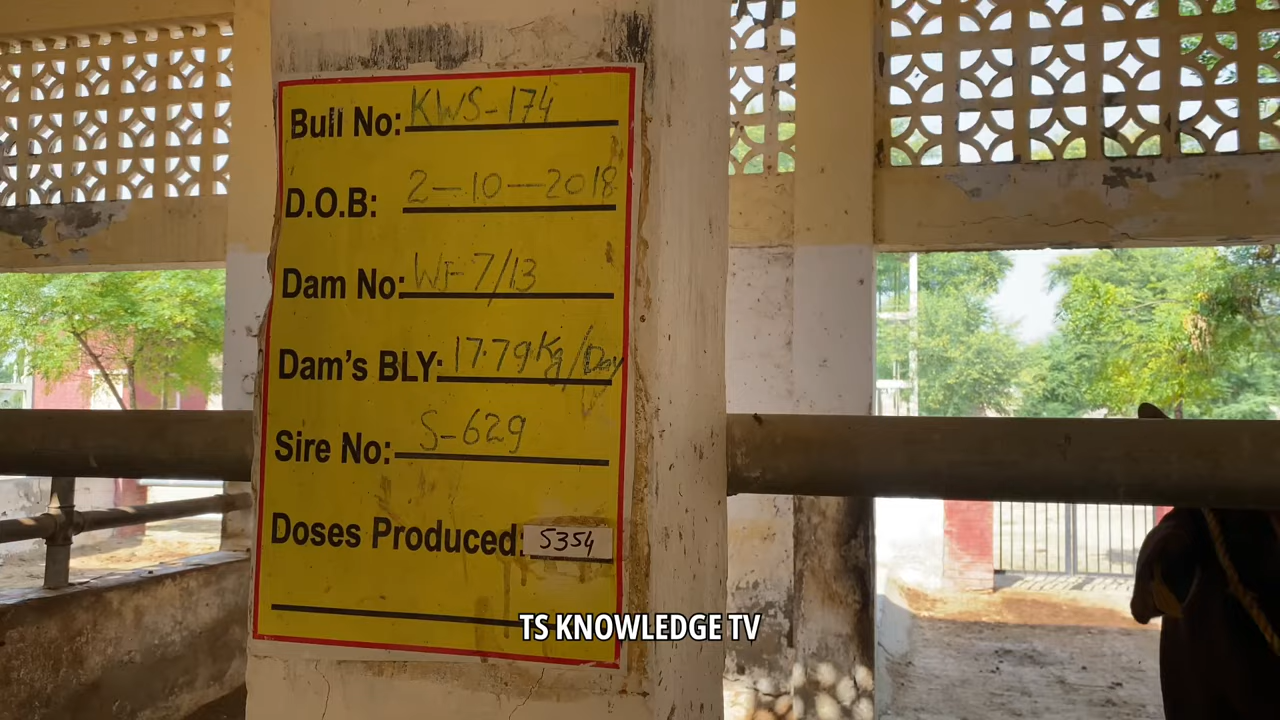 Bull No: KWS-174
D.O.B: 2-10-2018
Dam No: WJ-7/13
Dam's BLY: 17.79 Kg/Day
Sire No: S-629
Doses Produced: 5354
TS KNOWLEDGE TV